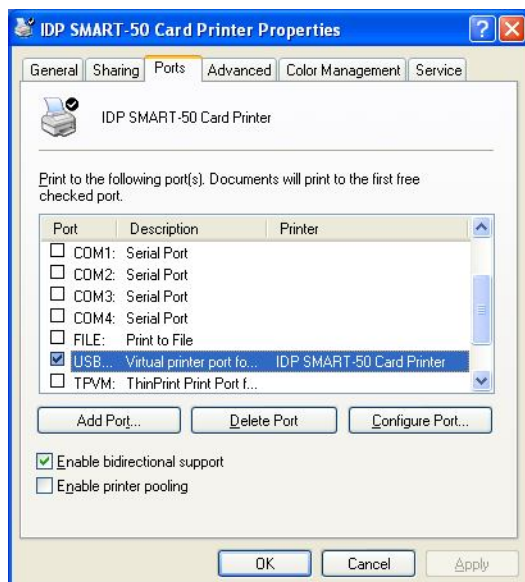 IDP SMART-50 Card Printer Properties
General Sharing Ports Advanced Color Management Service
IDP SMART-50 Card Printer
Print to the following port(s). Documents will print to the first free
checked port.
Port Description Printer
COM1: Serial Port
COM2: Serial Port
COM3: Serial Port
COM4: Serial Port
FILE: Print to File
USB... Virtual printer port fo... IDP SMART-50 Card Printer
TPVM: ThinPrint Print Port f...
Add Port... Delete Port Configure Port...
Enable bidirectional support
Enable printer pooling
OK Cancel Apply